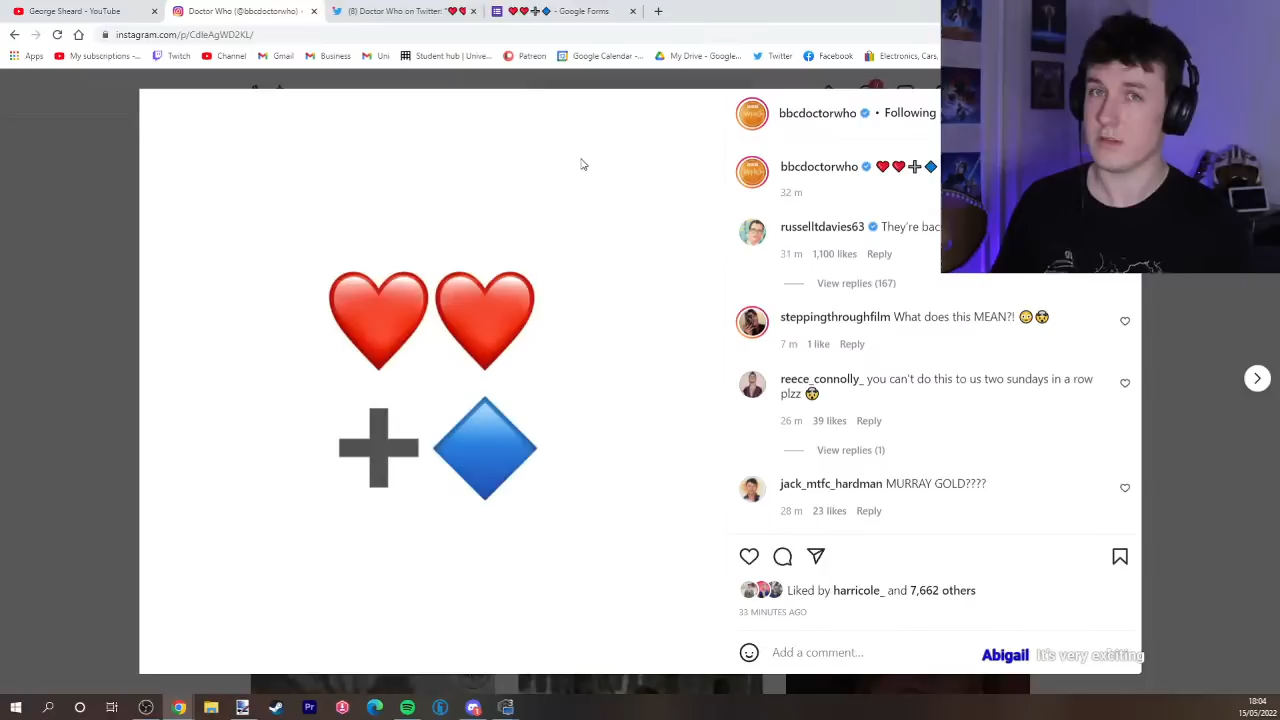 George Sheard - YouTube
Doctor Who (@bbcdoctorwho) •
(8) Doctor Who on Twitter: "❤️❤️
❤️❤️➕🔷 - Google Forms
instagram.com/p/CdleAgWD2KL/
Apps
My subscriptions -...
Twitch
Channel
Gmail
Business
Uni
Student hub | Unive...
Patreon
Google Calendar -...
My Drive - Google...
Twitter
Facebook
Electronics, Cars,
bbcdoctorwho • Following
bbcdoctorwho ❤️❤️➕🔷
32 m
russelltdavies63 They're bac
31 m 1,100 likes Reply
View replies (167)
steppingthroughfilm What does this MEAN?! 😳🤯
7 m 1 like Reply
reece_connolly_ you can't do this to us two sundays in a row
plzz 🤯
26 m 39 likes Reply
View replies (1)
jack_mtfc_hardman MURRAY GOLD????
28 m 23 likes Reply
Liked by harricole_ and 7,662 others
33 MINUTES AGO
Add a comment...
Abigail It's very exciting
18:04
15/05/2022